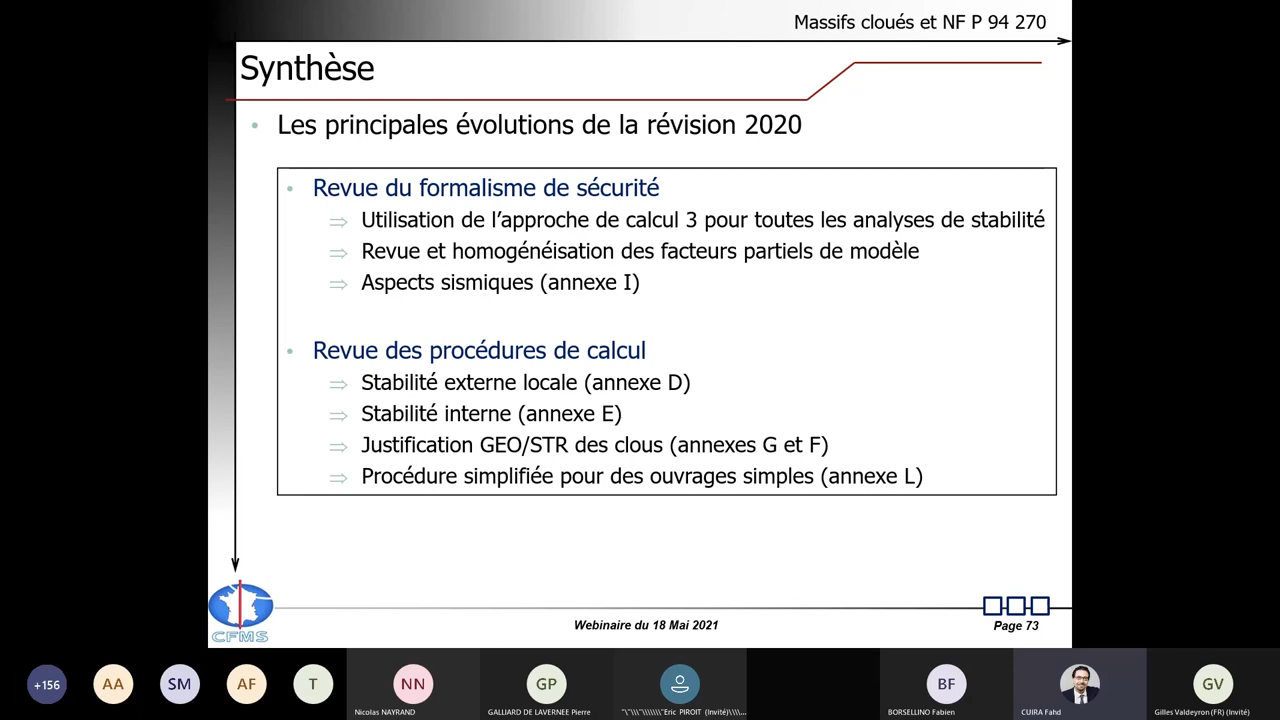 Massifs cloués et NF P 94 270
Synthèse
• Les principales évolutions de la révision 2020
• Revue du formalisme de sécurité
⇒ Utilisation de l’approche de calcul 3 pour toutes les analyses de stabilité
⇒ Revue et homogénéisation des facteurs partiels de modèle
⇒ Aspects sismiques (annexe I)
• Revue des procédures de calcul
⇒ Stabilité externe locale (annexe D)
⇒ Stabilité interne (annexe E)
⇒ Justification GEO/STR des clous (annexes G et F)
⇒ Procédure simplifiée pour des ouvrages simples (annexe L)
CFMS
Webinaire du 18 Mai 2021
Page 73
+156
AA
SM
AF
T
NN
GP
BF
GV
Nicolas NAYRAND
GALLIARD DE LAVERNEE Pierre
Eric PIROIT (Invité)
BORSELLINO Fabien
CUIRA Fahd
Gilles Valdeyron (FR) (Invité)